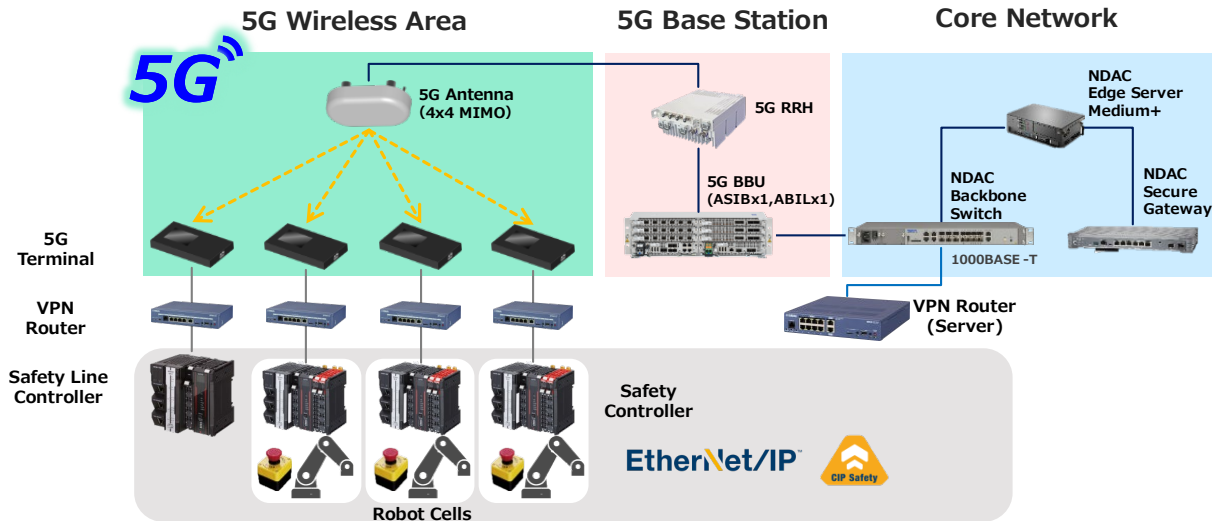 5G Wireless Area
5G Base Station
Core Network
5G
5G Antenna
(4x4 MIMO)
5G RRH
NDAC
Edge Server
Medium+
5G BBU
(ASIBx1,ABILx1)
NDAC
Backbone
Switch
NDAC
Secure
Gateway
1000BASE-T
5G
Terminal
VPN
Router
VPN Router
(Server)
Safety Line
Controller
Safety
Controller
EtherNet/IP™
CIP Safety
Robot Cells